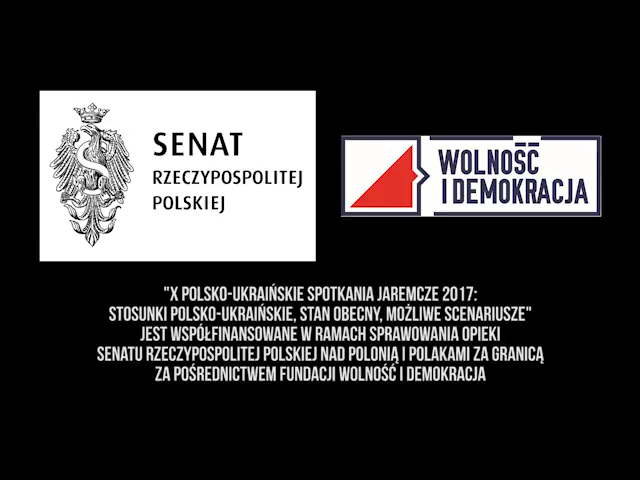 SENAT
RZECZYPOSPOLITEJ
POLSKIEJ
WOLNOŚĆ
I DEMOKRACJA
"X POLSKO-UKRAIŃSKIE SPOTKANIA JAREMCZE 2017:
STOSUNKI POLSKO-UKRAIŃSKIE, STAN OBECNY, MOŻLIWE SCENARIUSZE"
JEST WSPÓŁFINANSOWANE W RAMACH SPRAWOWANIA OPIEKI
SENATU RZECZYPOSPOLITEJ POLSKIEJ NAD POLONIĄ I POLAKAMI ZA GRANICĄ
ZA POŚREDNICTWEM FUNDACJI WOLNOŚĆ I DEMOKRACJA